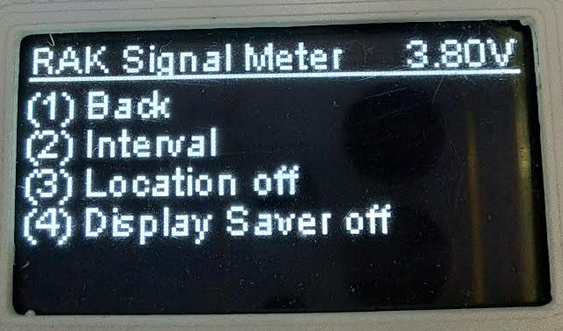 RAK Signal Meter 3.80V
(1) Back
(2) Interval
(3) Location off
(4) Display Saver off